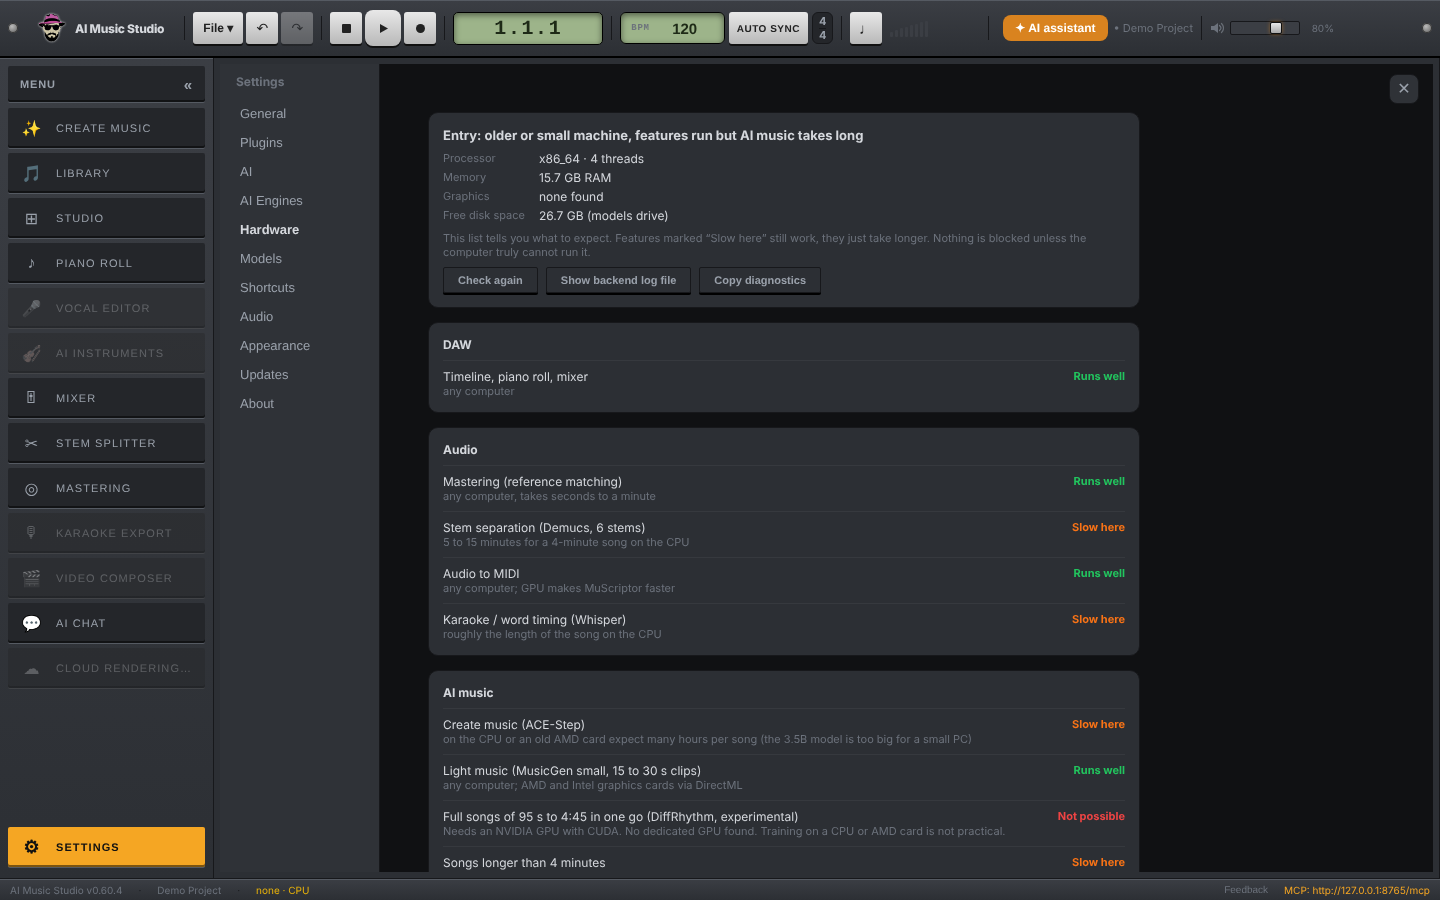 AI Music Studio
File ▾
1.1.1
BPM 120
AUTO SYNC
4
4
✦ AI assistant
• Demo Project
80%
MENU «
CREATE MUSIC
LIBRARY
STUDIO
PIANO ROLL
VOCAL EDITOR
AI INSTRUMENTS
MIXER
STEM SPLITTER
MASTERING
KARAOKE EXPORT
VIDEO COMPOSER
AI CHAT
CLOUD RENDERING...
SETTINGS
Settings
General
Plugins
AI
AI Engines
Hardware
Models
Shortcuts
Audio
Appearance
Updates
About
Entry: older or small machine, features run but AI music takes long
Processor x86_64 · 4 threads
Memory 15.7 GB RAM
Graphics none found
Free disk space 26.7 GB (models drive)
This list tells you what to expect. Features marked “Slow here” still work, they just take longer. Nothing is blocked unless the
computer truly cannot run it.
Check again
Show backend log file
Copy diagnostics
DAW
Timeline, piano roll, mixer Runs well
any computer
Audio
Mastering (reference matching) Runs well
any computer, takes seconds to a minute
Stem separation (Demucs, 6 stems) Slow here
5 to 15 minutes for a 4-minute song on the CPU
Audio to MIDI Runs well
any computer; GPU makes MuScriptor faster
Karaoke / word timing (Whisper) Slow here
roughly the length of the song on the CPU
AI music
Create music (ACE-Step) Slow here
on the CPU or an old AMD card expect many hours per song (the 3.5B model is too big for a small PC)
Light music (MusicGen small, 15 to 30 s clips) Runs well
any computer; AMD and Intel graphics cards via DirectML
Full songs of 95 s to 4:45 in one go (DiffRhythm, experimental) Not possible
Needs an NVIDIA GPU with CUDA. No dedicated GPU found. Training on a CPU or AMD card is not practical.
Songs longer than 4 minutes Slow here
AI Music Studio v0.60.4 · Demo Project · none · CPU
Feedback MCP: http://127.0.0.1:8765/mcp